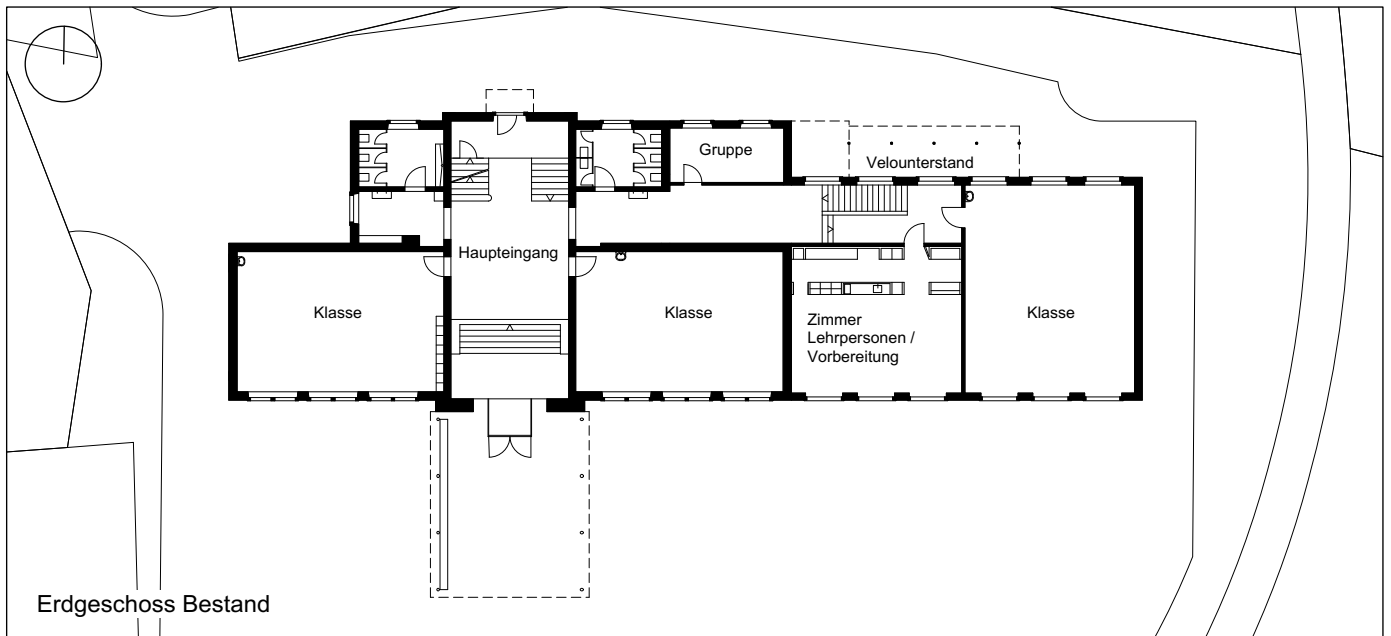 Gruppe
Velounterstand
Haupteingang
Klasse
Klasse
Zimmer
Lehrpersonen /
Vorbereitung
Klasse
Erdgeschoss Bestand